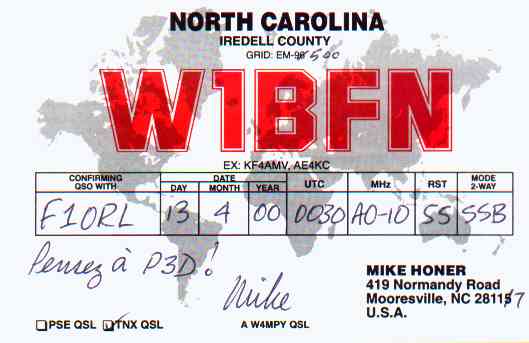 NORTH CAROLINA
IREDELL COUNTY
GRID: EM-95
W1BFN
EX: KF4AMV, AE4KC
CONFIRMING QSO WITH DATE DAY MONTH YEAR UTC MHz RST MODE 2-WAY
F1ORL 13 4 00 0030 AO-10 55 SSB
Pensez à P3D!
Mike
MIKE HONER
419 Normandy Road
Mooresville, NC 28117
U.S.A.
PSE QSL TNX QSL
A W4MPY QSL